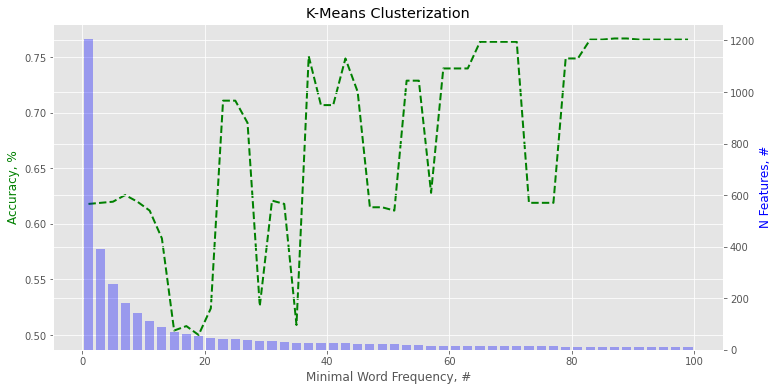 K-Means Clusterization
Accuracy, %
0.75
0.70
0.65
0.60
0.55
0.50
1200
1000
800
600
400
200
0
N Features, #
0 20 40 60 80 100
Minimal Word Frequency, #